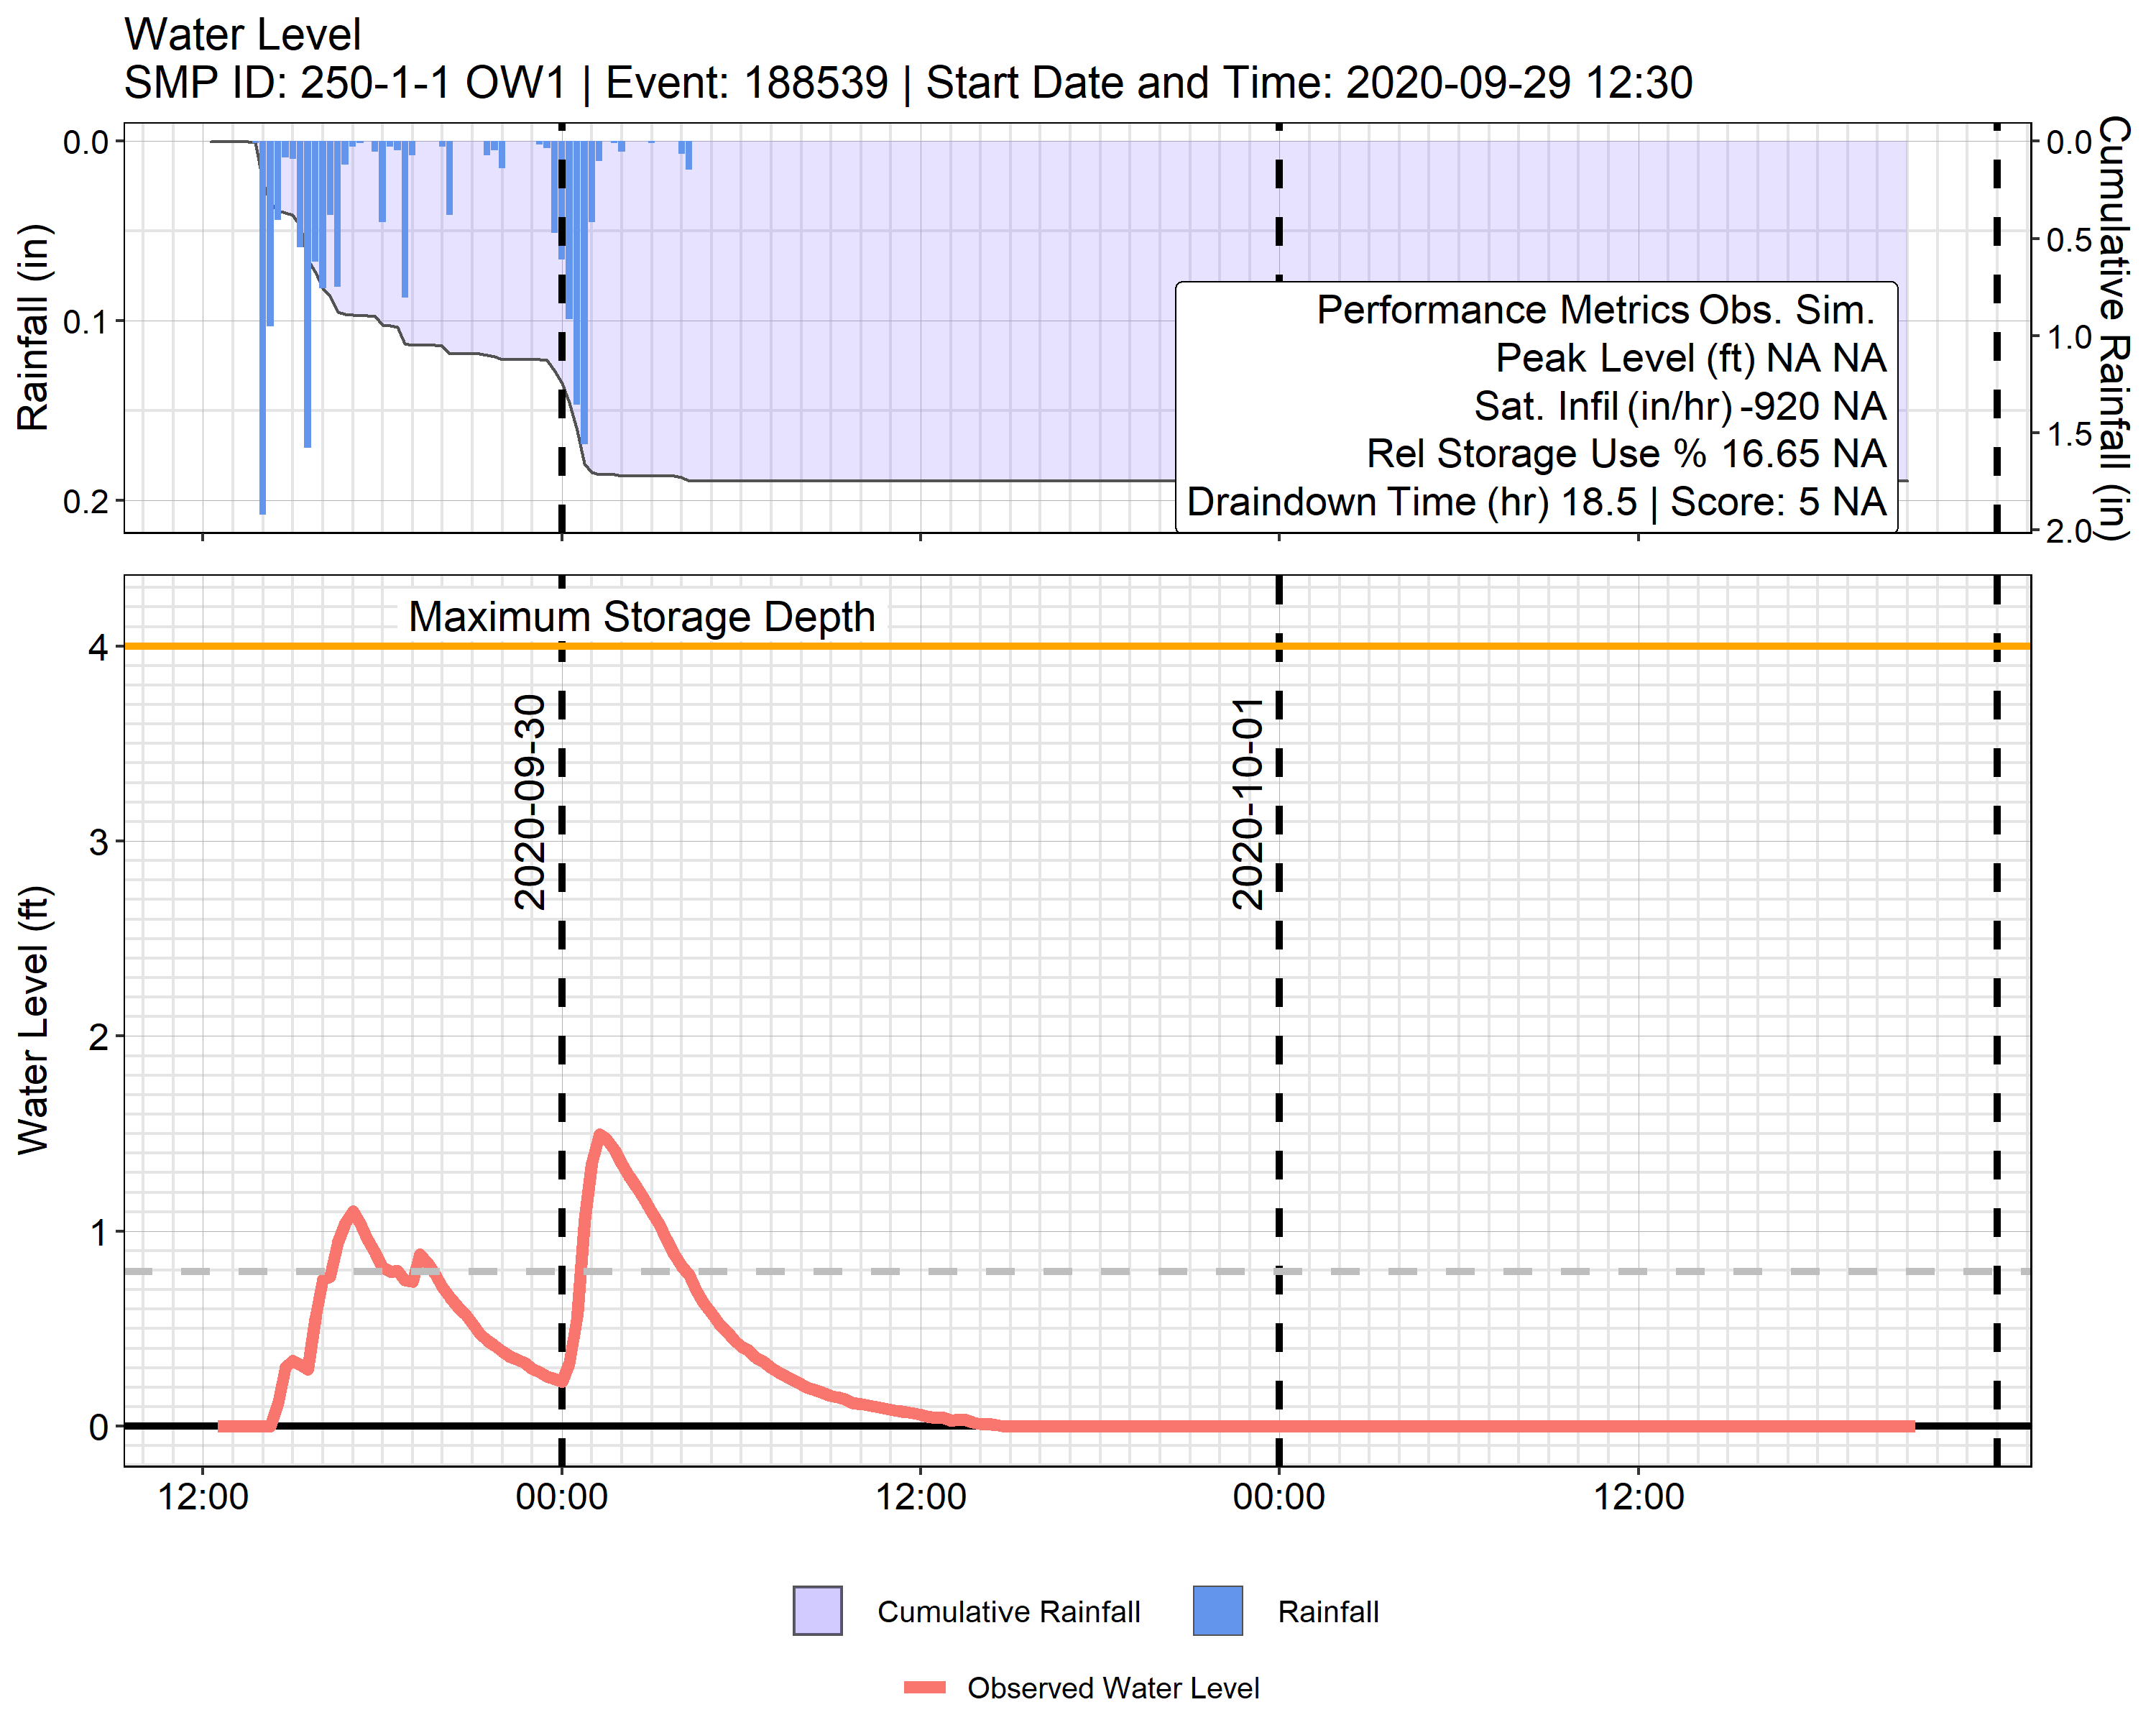 Water Level
SMP ID: 250-1-1 OW1 | Event: 188539 | Start Date and Time: 2020-09-29 12:30
Rainfall (in)
0.0
0.1
0.2
Cumulative Rainfall (in)
0.0
0.5
1.0
1.5
2.0
Performance Metrics Obs. Sim.
Peak Level (ft) NA NA
Sat. Infil (in/hr) -920 NA
Rel Storage Use % 16.65 NA
Draindown Time (hr) 18.5 | Score: 5 NA
Water Level (ft)
Maximum Storage Depth
4
3
2
1
0
2020-09-30
2020-10-01
12:00
00:00
12:00
00:00
12:00
Cumulative Rainfall
Rainfall
Observed Water Level